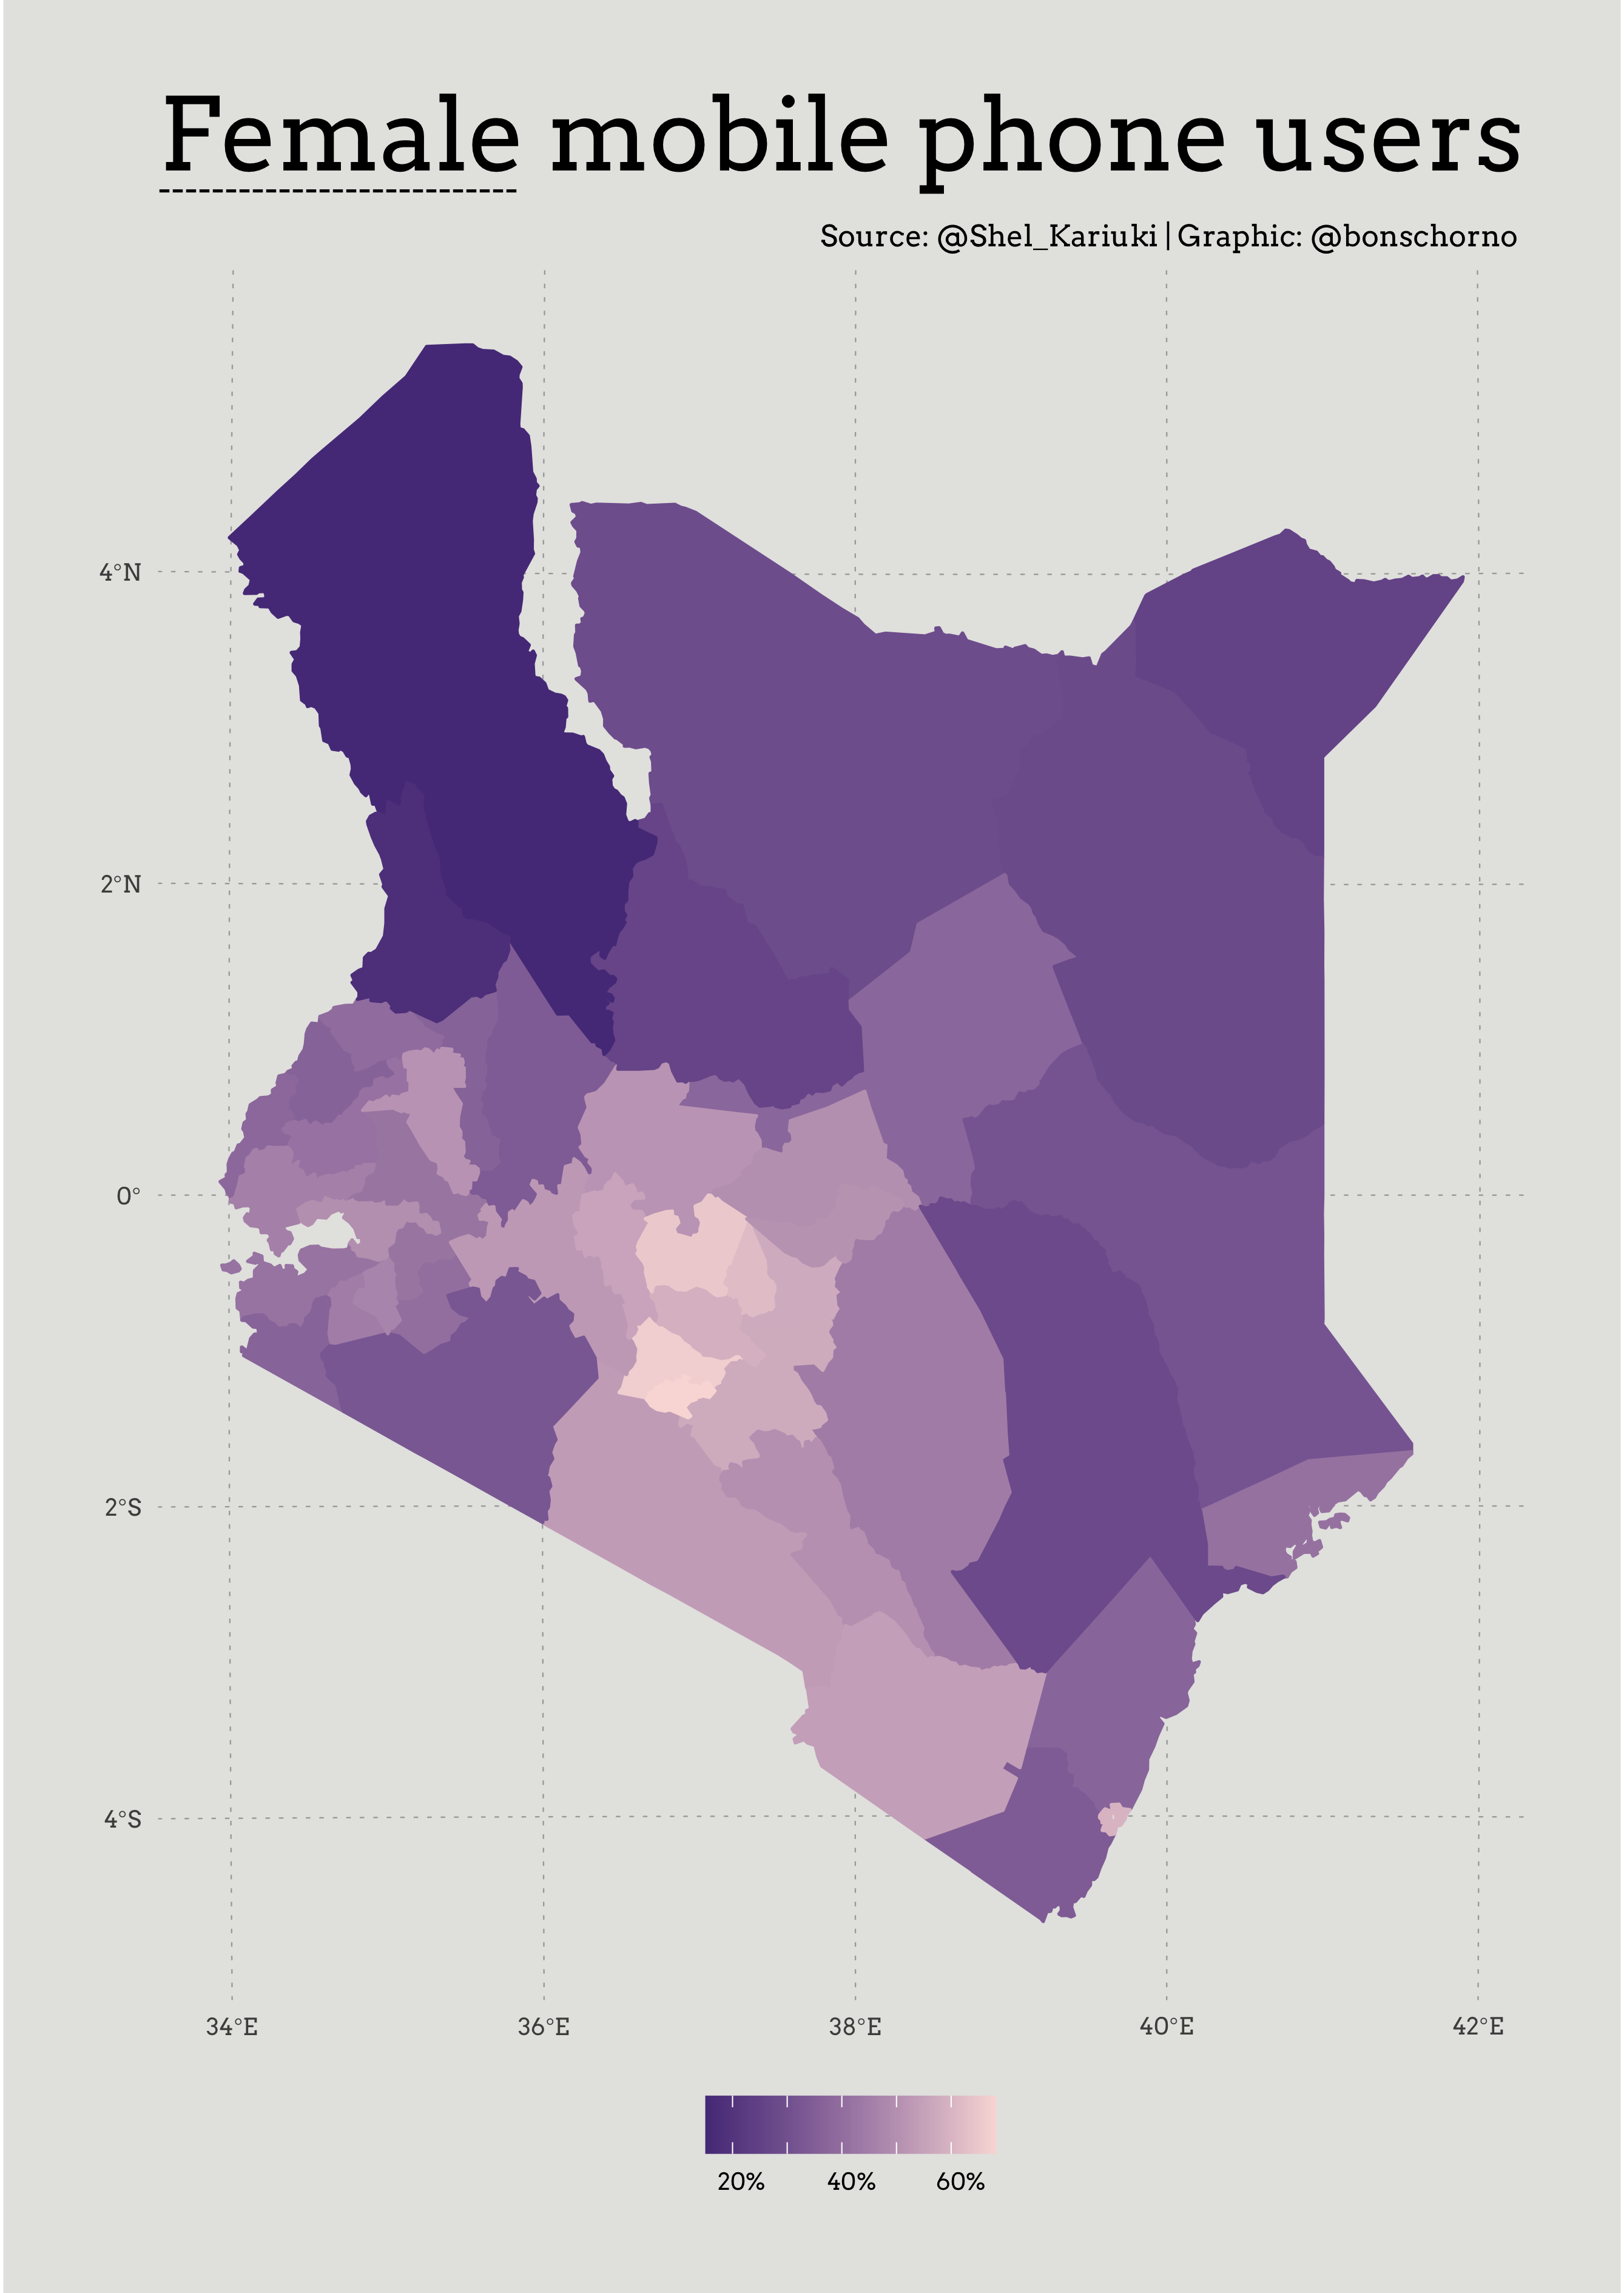 Female mobile phone users
Source: @Shel_Kariuki | Graphic: @bonschorno
4°N
2°N
0°
2°S
4°S
34°E 36°E 38°E 40°E 42°E
20% 40% 60%